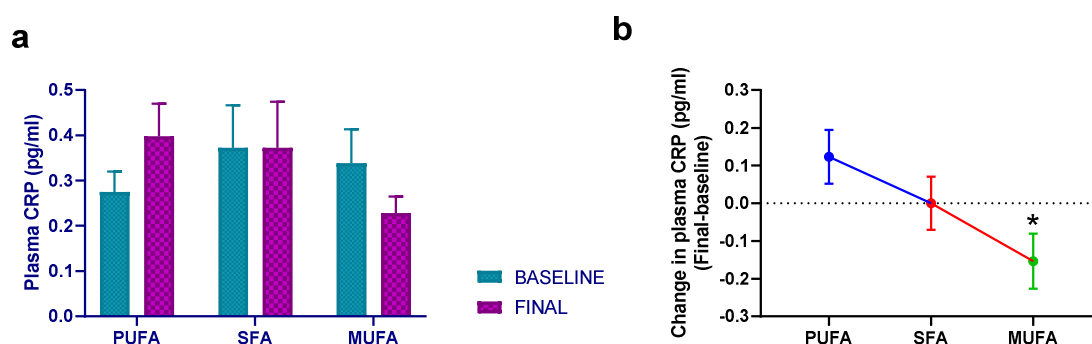 a
Plasma CRP (pg/ml)
0.5
0.4
0.3
0.2
0.1
0.0
PUFA SFA MUFA
BASELINE
FINAL
b
Change in plasma CRP (pg/ml)
(Final-baseline)
0.3
0.2
0.1
0.0
-0.1
-0.2
-0.3
*
PUFA SFA MUFA